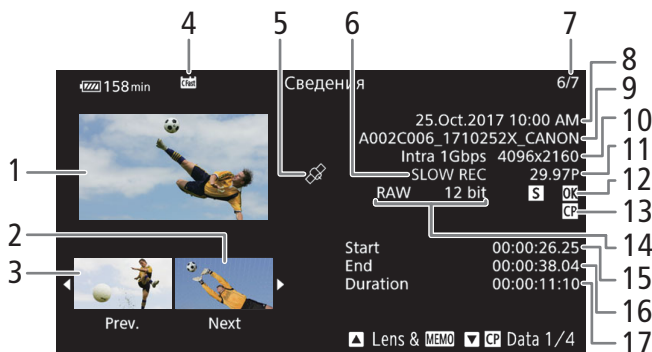 4 5 6 7
8
158 min CFast Сведения 6/7
9
25.Oct.2017 10:00 AM
10
A002C006_1710252X_CANON
Intra 1Gbps 4096x2160
11
1 SLOW REC 29.97P
12
RAW 12 bit S OK
13
CP
2
14
3
Start 00:00:26.25
15
End 00:00:38.04
16
Duration 00:00:11:10
17
Prev. Next
Lens & MEMO CP Data 1/4